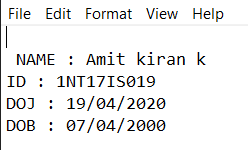 File Edit Format View Help
NAME : Amit kiran k
ID : 1NT17IS019
DOJ : 19/04/2020
DOB : 07/04/2000